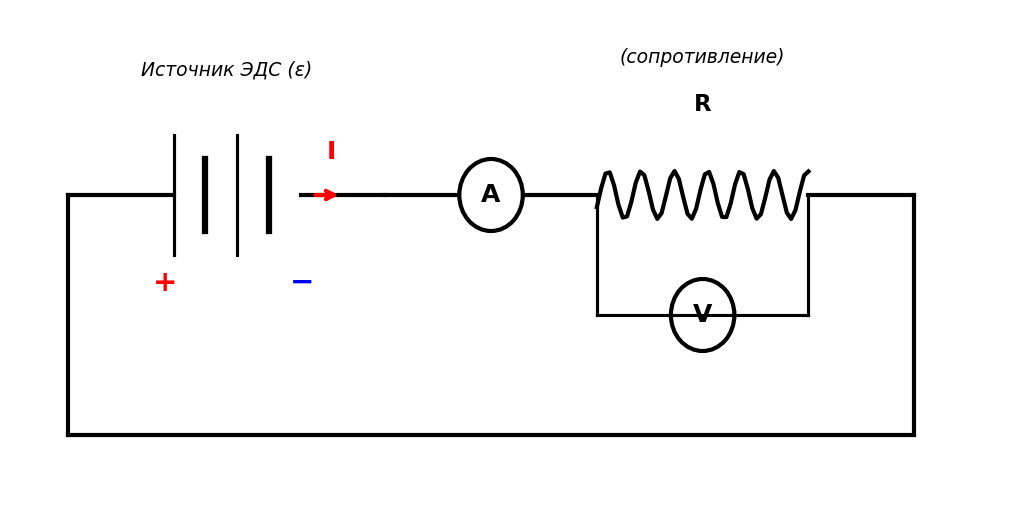 Источник ЭДС (ε)
(сопротивление)
R
I
A
+
−
V